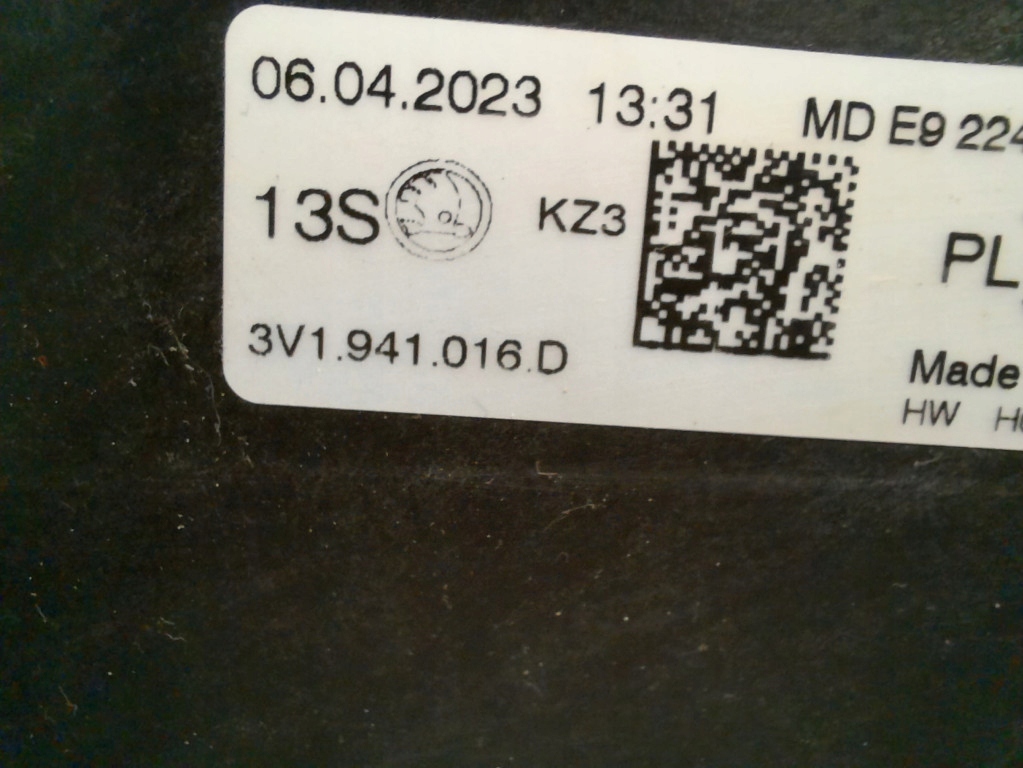 06.04.2023 13:31 MD E9 224
13S KZ3 PL
3V1.941.016.D
Made
HW